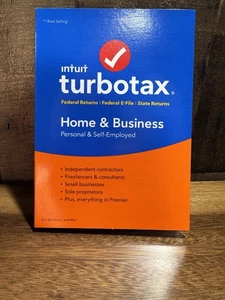 "1 Best Selling"
intuit
turbotax®
Federal Returns | Federal E-File | State Returns
Home & Business
Personal & Self-Employed
• Independent contractors
• Freelancers & consultants
• Small businesses
• Sole proprietors
• Plus, everything in Premier